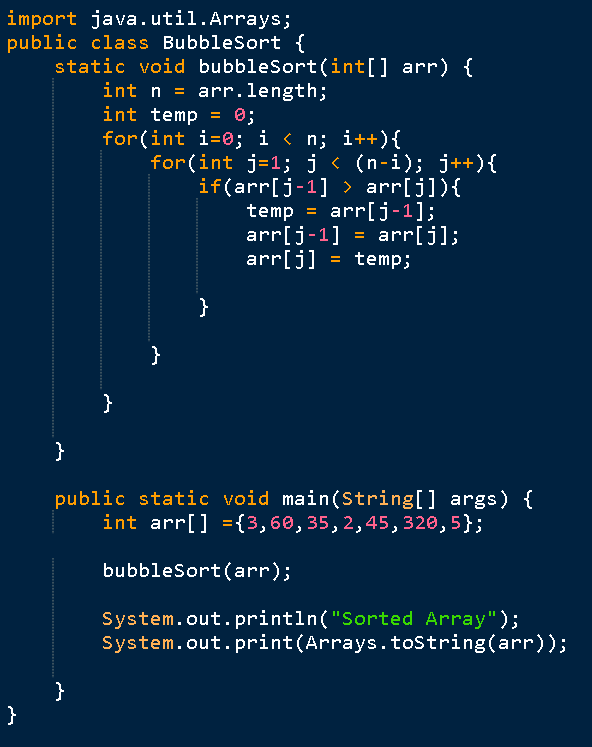 import java.util.Arrays;
public class BubbleSort {
    static void bubbleSort(int[] arr) {
        int n = arr.length;
        int temp = 0;
        for(int i=0; i < n; i++){
            for(int j=1; j < (n-i); j++){
                if(arr[j-1] > arr[j]){
                    temp = arr[j-1];
                    arr[j-1] = arr[j];
                    arr[j] = temp;
                }
            }
        }
    }
    public static void main(String[] args) {
        int arr[] ={3,60,35,2,45,320,5};
        bubbleSort(arr);
        System.out.println("Sorted Array");
        System.out.print(Arrays.toString(arr));
    }
}